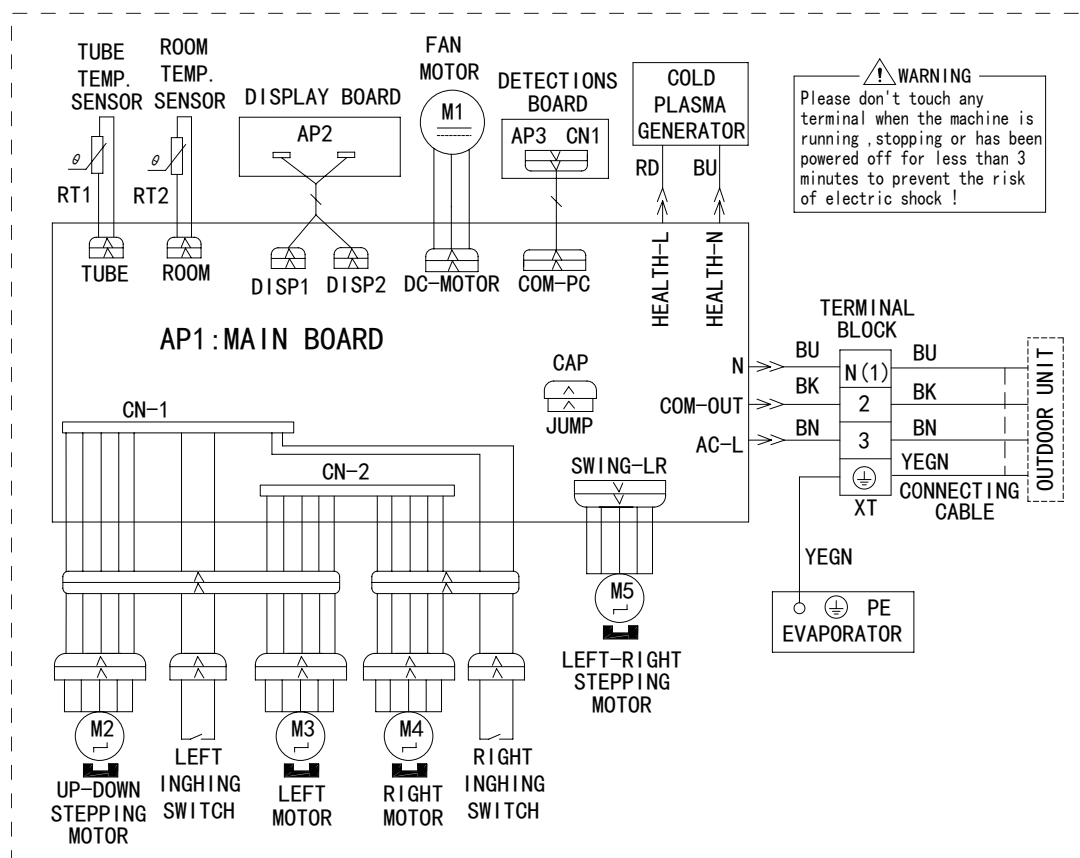 TUBE
TEMP.
SENSOR
ROOM
TEMP.
SENSOR
DISPLAY BOARD
AP2
FAN
MOTOR
M1
DETECTIONS
BOARD
AP3 CN1
COLD
PLASMA
GENERATOR
RD BU
WARNING
Please don't touch any
terminal when the machine is
running ,stopping or has been
powered off for less than 3
minutes to prevent the risk
of electric shock !
θ
RT1
θ
RT2
TUBE
ROOM
DISP1
DISP2
DC-MOTOR
COM-PC
HEALTH-L
HEALTH-N
AP1:MAIN BOARD
CAP
JUMP
TERMINAL
BLOCK
N BU N(1) BU
COM-OUT BK 2 BK
AC-L BN 3 BN
YEGN
XT
CONNECTING
CABLE
OUTDOOR UNIT
CN-1
CN-2
SWING-LR
YEGN
PE
EVAPORATOR
M5
LEFT-RIGHT
STEPPING
MOTOR
M2
UP-DOWN
STEPPING
MOTOR
LEFT
INGHING
SWITCH
M3
LEFT
MOTOR
M4
RIGHT
MOTOR
RIGHT
INGHING
SWITCH